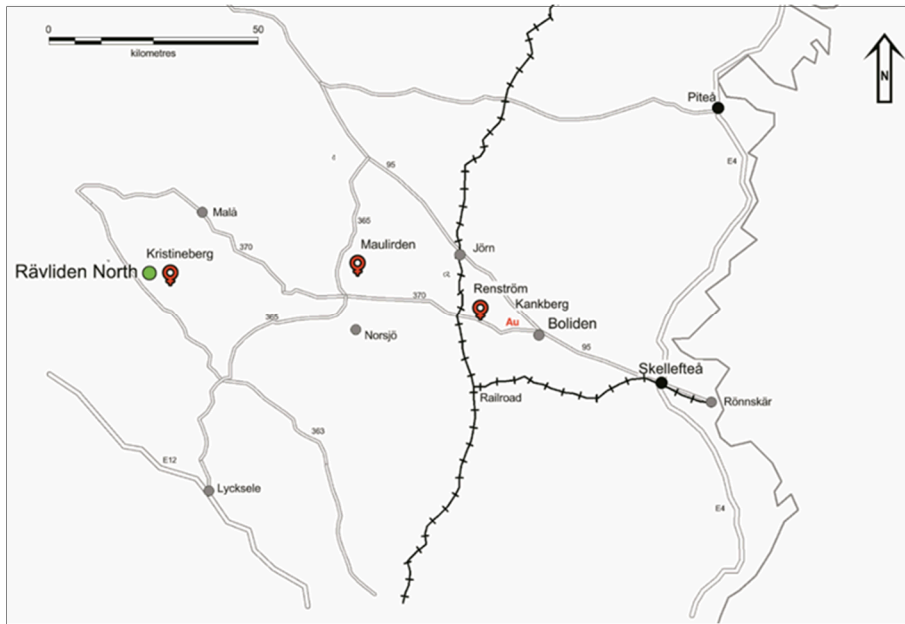 0 50
kilometres
N
Piteå
E4
95
Malå
365
Maulirden
Kristineberg
Rävliden North
370
Jörn
Renström
Kankberg
370
Au
Boliden
365
Norsjö
95
Skellefteå
Railroad
Rönnskär
363
E12
Lycksele
E4